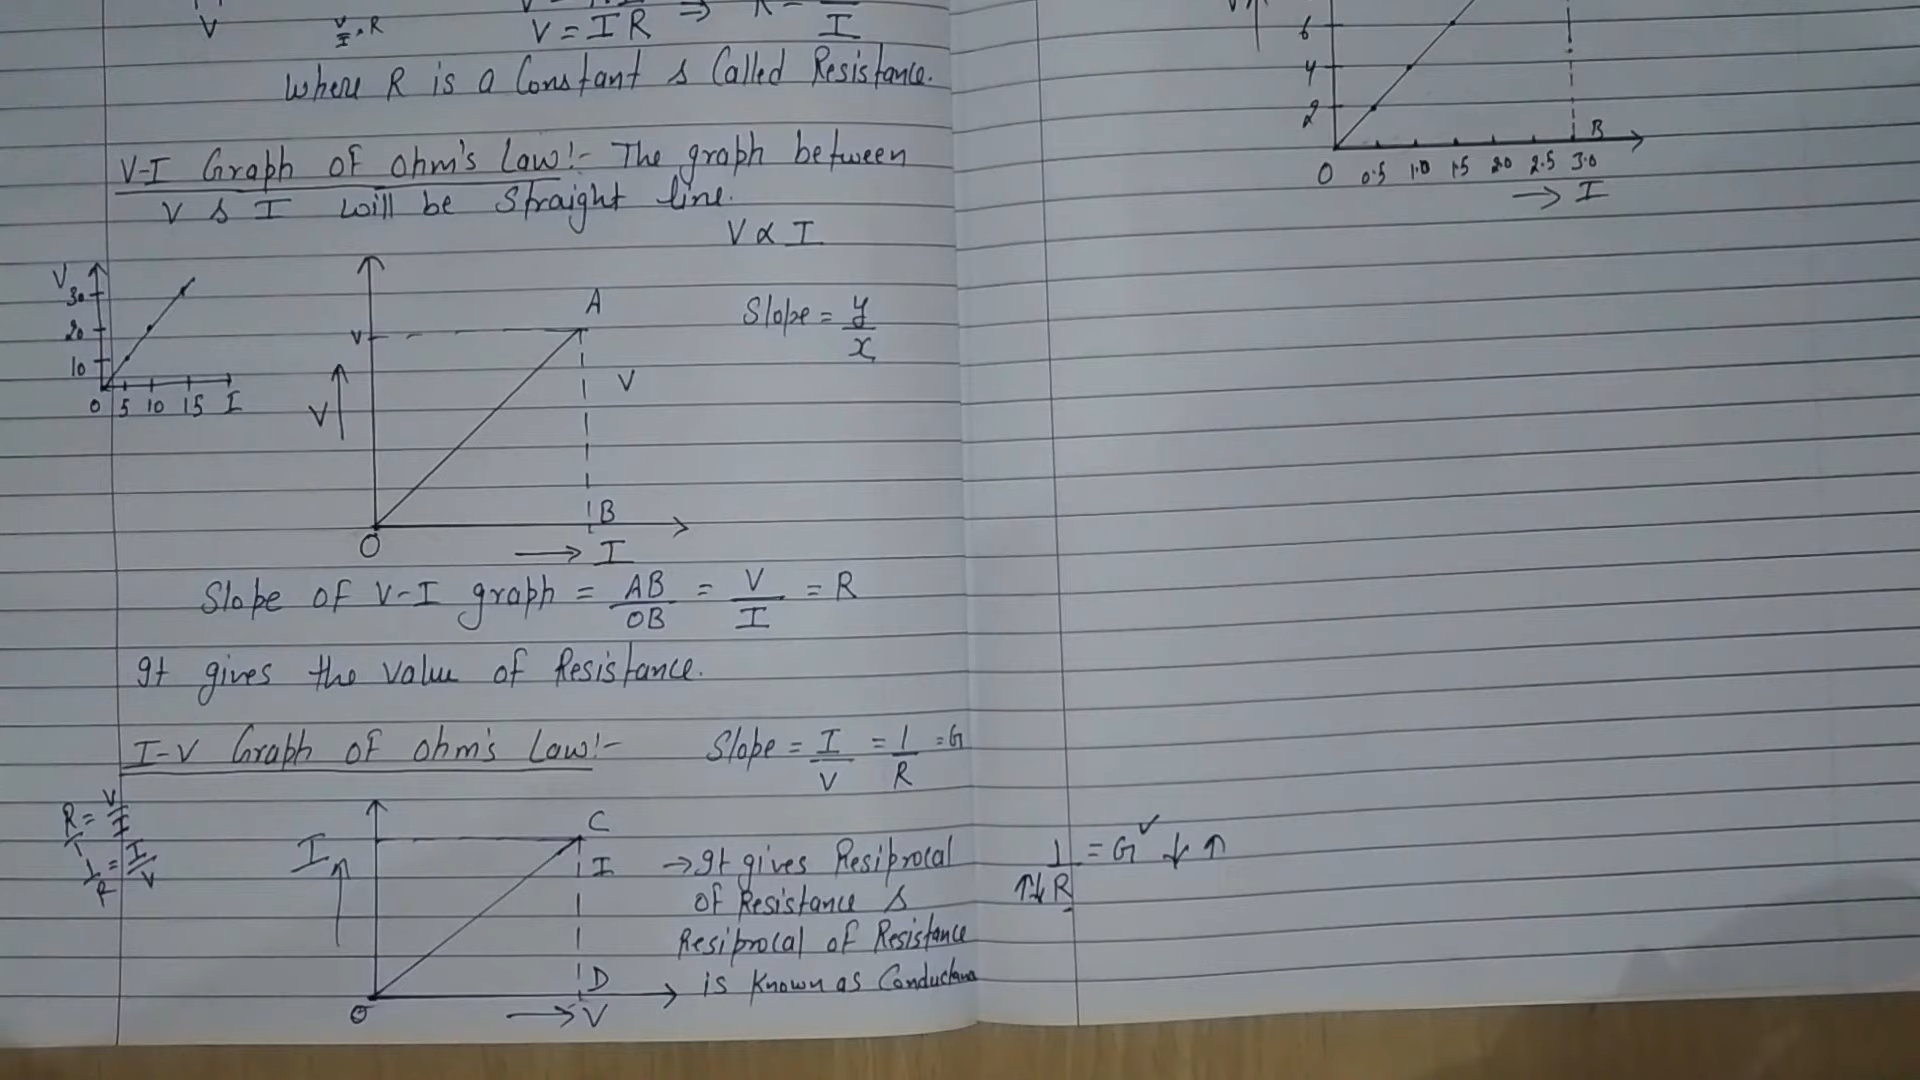 V
V/I = R
V = IR ⇒
I
where R is a Constant & Called Resistance.
V-I Graph of Ohm's Law:- The graph between
V & I will be Straight line.
V ∝ I
V
30
20
10
0 5 10 15 I
A
V
V
V
B
O
I
Slope = y/x
Slope of V-I graph = AB/OB = V/I = R
It gives the value of Resistance.
I-V Graph of Ohm's Law:- Slope = I/V = 1/R = G
R = V/I
1/R = I/V
C
I
I
D
O
V
→ It gives Resiprocal
of Resistance &
Resiprocal of Resistance
is Known as Conductance
6
4
2
B
0 0.5 1.0 1.5 2.0 2.5 3.0
→ I
1/R = G ↓ ↑
↑↓